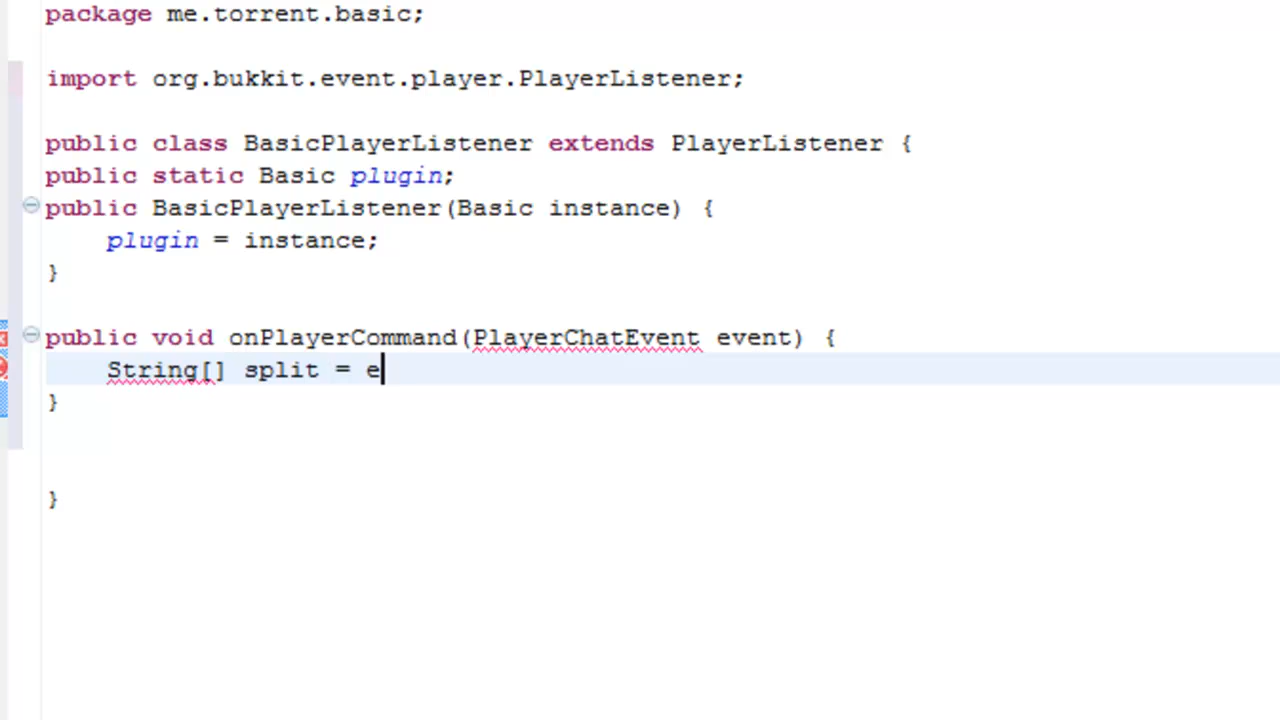 package me.torrent.basic;
import org.bukkit.event.player.PlayerListener;
public class BasicPlayerListener extends PlayerListener {
public static Basic plugin;
public BasicPlayerListener(Basic instance) {
plugin = instance;
}
public void onPlayerCommand(PlayerChatEvent event) {
String[] split = e
}
}